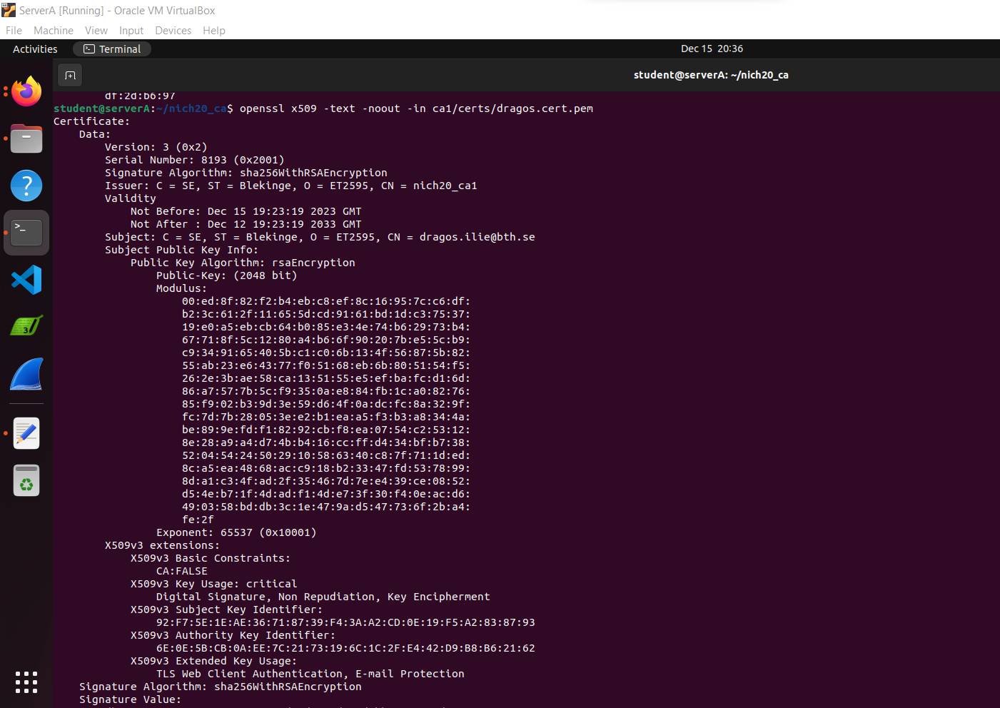 ServerA [Running] - Oracle VM VirtualBox
File Machine View Input Devices Help
Activities Terminal Dec 15 20:36
student@serverA: ~/nich20_ca
df:2d:b6:97
student@serverA:~/nich20_ca$ openssl x509 -text -noout -in ca1/certs/dragos.cert.pem
Certificate:
Data:
Version: 3 (0x2)
Serial Number: 8193 (0x2001)
Signature Algorithm: sha256WithRSAEncryption
Issuer: C = SE, ST = Blekinge, O = ET2595, CN = nich20_ca1
Validity
Not Before: Dec 15 19:23:19 2023 GMT
Not After : Dec 12 19:23:19 2033 GMT
Subject: C = SE, ST = Blekinge, O = ET2595, CN = dragos.ilie@bth.se
Subject Public Key Info:
Public Key Algorithm: rsaEncryption
Public-Key: (2048 bit)
Modulus:
00:ed:8f:82:f2:b4:eb:c8:ef:8c:16:95:7c:c6:df:
b2:3c:61:2f:11:65:5d:cd:91:61:bd:1d:c3:75:37:
19:e0:a5:eb:cb:64:b0:85:e3:4e:74:b6:29:73:b4:
67:71:8f:5c:12:80:a4:b6:6f:90:20:7b:e5:5c:b9:
c9:34:91:65:40:5b:c1:c0:6b:13:4f:56:87:5b:82:
55:ab:23:e6:43:77:f0:51:68:eb:6b:80:51:54:f5:
26:2e:3b:ae:58:ca:13:51:55:e5:ef:ba:fc:d1:6d:
86:a7:57:7b:5c:f9:35:0a:e8:84:fb:1c:a0:82:76:
85:f9:02:b3:9d:3e:59:d6:4f:0a:dc:fc:8a:32:9f:
fc:7d:7b:28:05:3e:e2:b1:ea:a5:f3:b3:a8:34:4a:
be:89:9e:fd:f1:82:92:cb:f8:ea:07:54:c2:53:12:
8e:28:a9:a4:d7:4b:b4:16:cc:ff:d4:34:bf:b7:38:
52:04:54:24:50:29:10:58:63:40:c8:7f:71:1d:ed:
8c:a5:ea:48:68:ac:c9:18:b2:33:47:fd:53:78:99:
8d:a1:c3:4f:ad:2f:35:46:7d:7e:e4:39:ce:08:52:
d5:4e:b7:1f:4d:ad:f1:4d:e7:3f:30:f4:0e:ac:d6:
49:03:58:bd:db:3c:1e:47:9a:d5:47:73:6f:2b:a4:
fe:2f
Exponent: 65537 (0x10001)
X509v3 extensions:
X509v3 Basic Constraints:
CA:FALSE
X509v3 Key Usage: critical
Digital Signature, Non Repudiation, Key Encipherment
X509v3 Subject Key Identifier:
92:F7:5E:1E:AE:36:71:87:39:F4:3A:A2:CD:0E:19:F5:A2:83:87:93
X509v3 Authority Key Identifier:
6E:0E:5B:CB:0A:EE:7C:21:73:19:6C:1C:2F:E4:42:D9:B8:B6:21:62
X509v3 Extended Key Usage:
TLS Web Client Authentication, E-mail Protection
Signature Algorithm: sha256WithRSAEncryption
Signature Value: